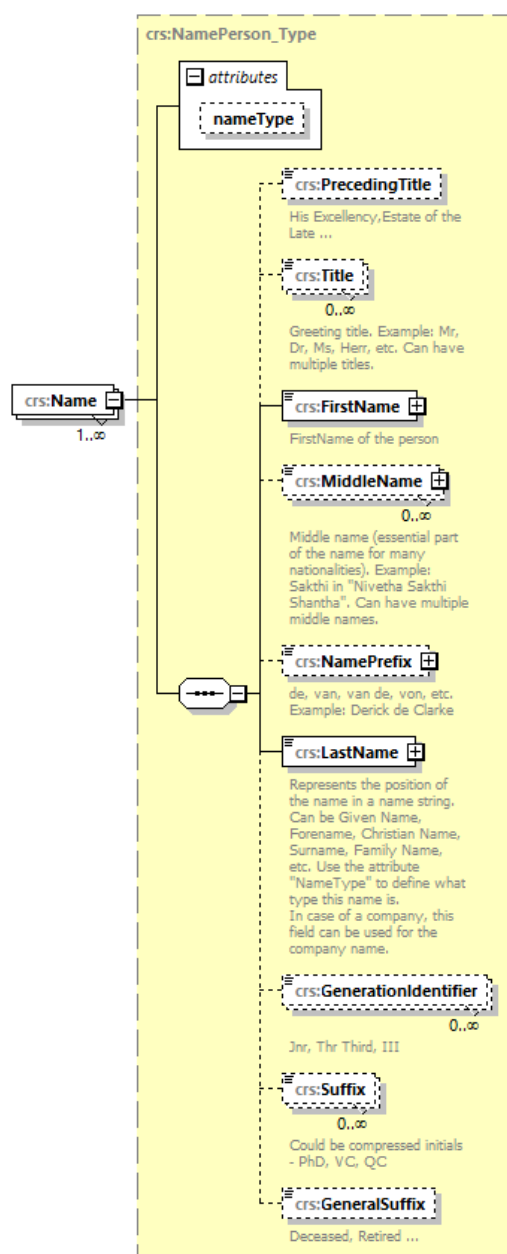 crs:NamePerson_Type
attributes
nameType
crs:PrecedingTitle
His Excellency,Estate of the
Late ...
crs:Title
0..∞
Greeting title. Example: Mr,
Dr, Ms, Herr, etc. Can have
multiple titles.
crs:Name
1..∞
crs:FirstName
FirstName of the person
crs:MiddleName
0..∞
Middle name (essential part
of the name for many
nationalities). Example:
Sakthi in "Nivetha Sakthi
Shantha". Can have multiple
middle names.
crs:NamePrefix
de, van, van de, von, etc.
Example: Derick de Clarke
crs:LastName
Represents the position of
the name in a name string.
Can be Given Name,
Forename, Christian Name,
Surname, Family Name,
etc. Use the attribute
"NameType" to define what
type this name is.
In case of a company, this
field can be used for the
company name.
crs:GenerationIdentifier
0..∞
Jnr, Thr Third, III
crs:Suffix
0..∞
Could be compressed initials
- PhD, VC, QC
crs:GeneralSuffix
Deceased, Retired ...